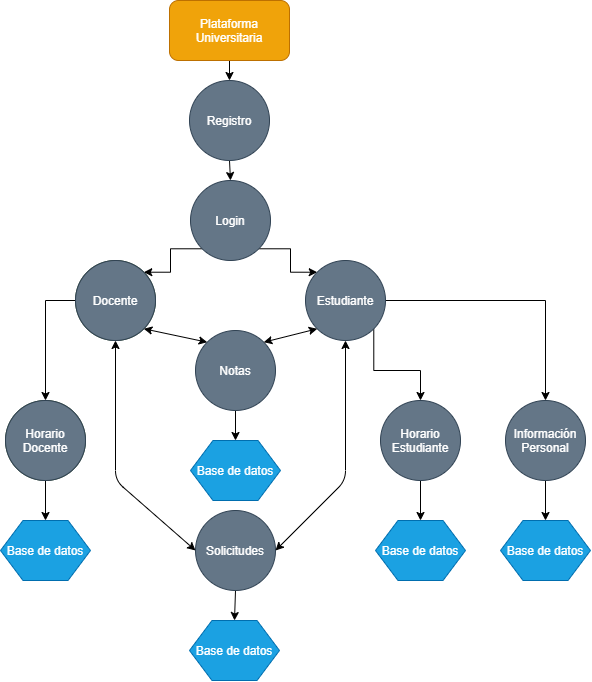 Plataforma
Universitaria
Registro
Login
Docente
Estudiante
Notas
Horario
Docente
Horario
Estudiante
Información
Personal
Base de datos
Base de datos
Solicitudes
Base de datos
Base de datos
Base de datos